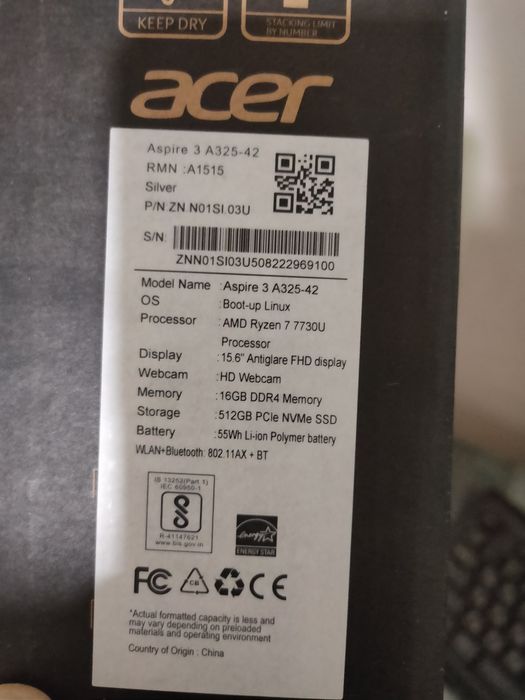 KEEP DRY
STACKING LIMIT
BY NUMBER
acer
Aspire 3 A325-42
RMN :A1515
Silver
P/N ZN N01SI.03U
S/N
ZNN01SI03U508222969100
Model Name :Aspire 3 A325-42
OS :Boot-up Linux
Processor :AMD Ryzen 7 7730U
Processor
Display :15.6" Antiglare FHD display
Webcam :HD Webcam
Memory :16GB DDR4 Memory
Storage :512GB PCIe NVMe SSD
Battery :55Wh Li-ion Polymer battery
WLAN+Bluetooth: 802.11AX + BT
IS 13252(Part 1)
IEC 60950-1
R-41147621
www.bis.gov.in
energy
ENERGY STAR
FC CB CE
*Actual formatted capacity is less and
may vary depending on preloaded
materials and operating environment
Country of Origin : China